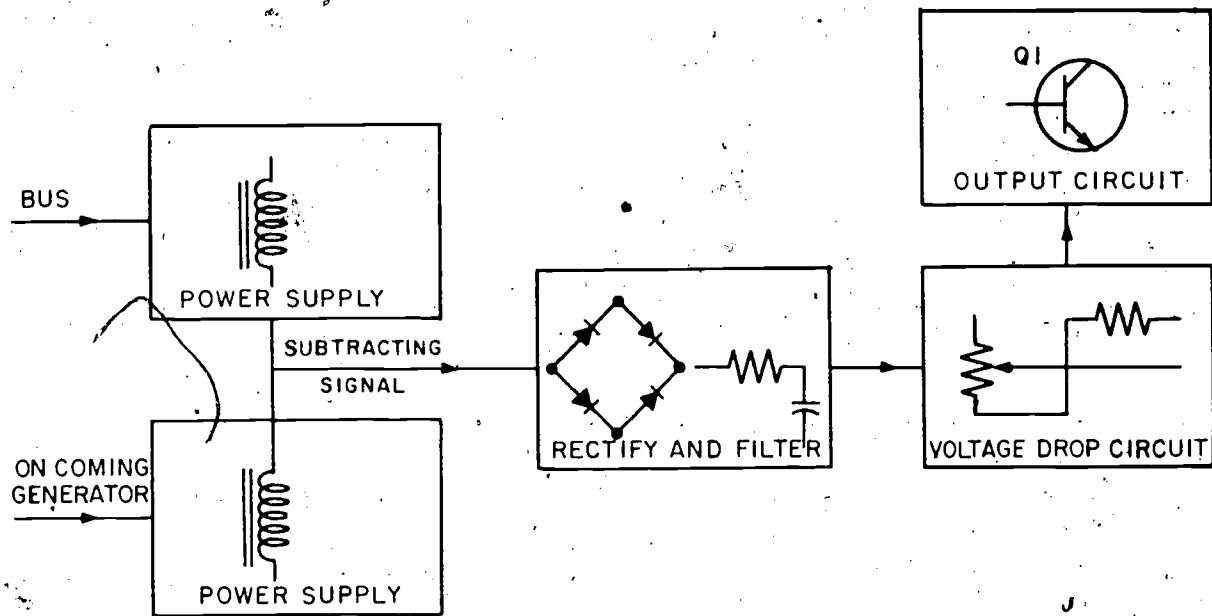 BUS
POWER SUPPLY
SUBTRACTING
SIGNAL
ON COMING
GENERATOR
POWER SUPPLY
RECTIFY AND FILTER
VOLTAGE DROP CIRCUIT
Q1
OUTPUT CIRCUIT
J